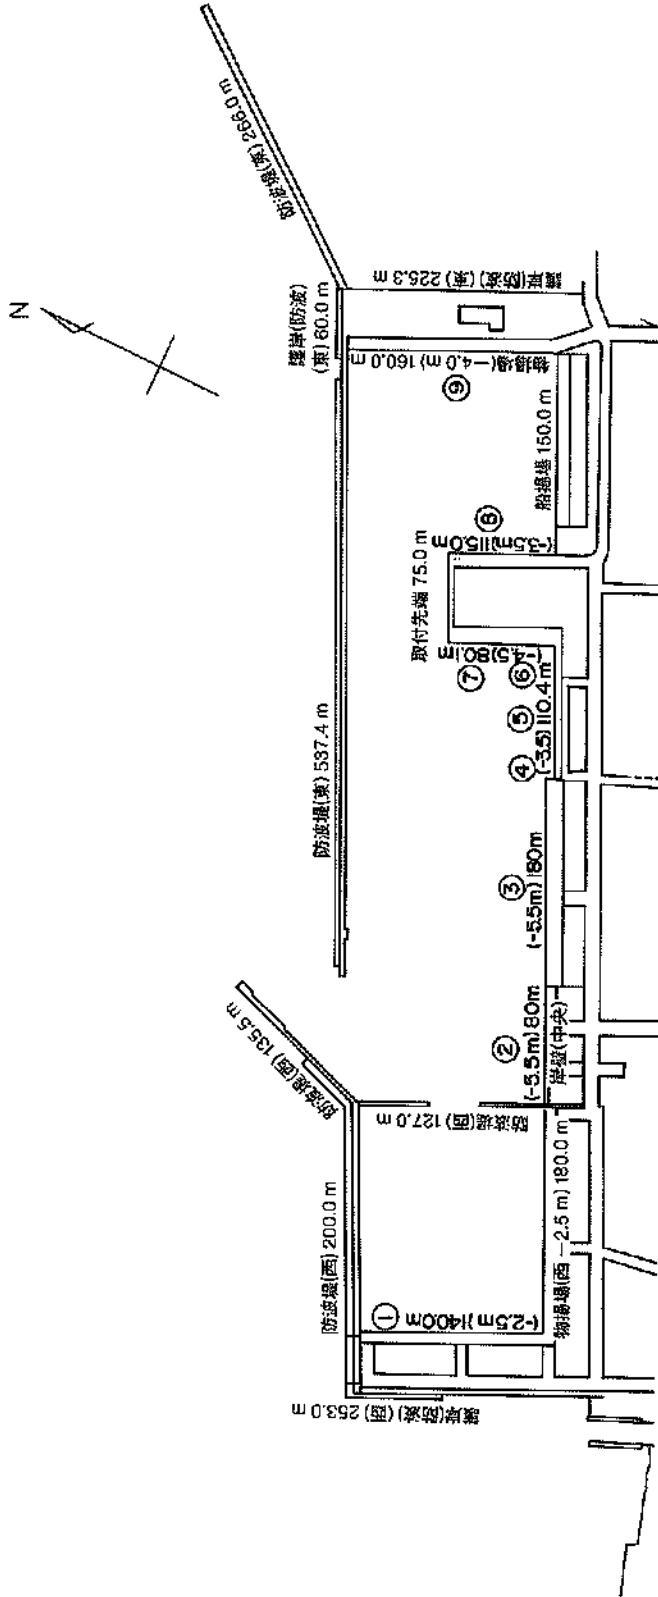 N
防波堤(東) 266.0 m
護岸(防波)
(東) 60.0 m
護岸(防波) (東) 226.3 m
物揚場(-4.0 m) 160.0 m
⑨
船揚場 150.0 m
⑧
(-3.5m)115.0m
取付先端 75.0 m
(-4.5)80.1m
⑦
⑥
⑤
④
(-3.5) 110.4 m
防波堤(東) 587.4 m
③
(-5.5m) 180m
②
(-5.5m) 80m
岸壁(中央)
防波堤(西) 135.5 m
防波堤(西) 127.0 m
防波堤(西) 200.0 m
物揚場(西 -2.5 m) 180.0 m
①
(-2.5m)140.0m
護岸(防波) (西) 253.0 m